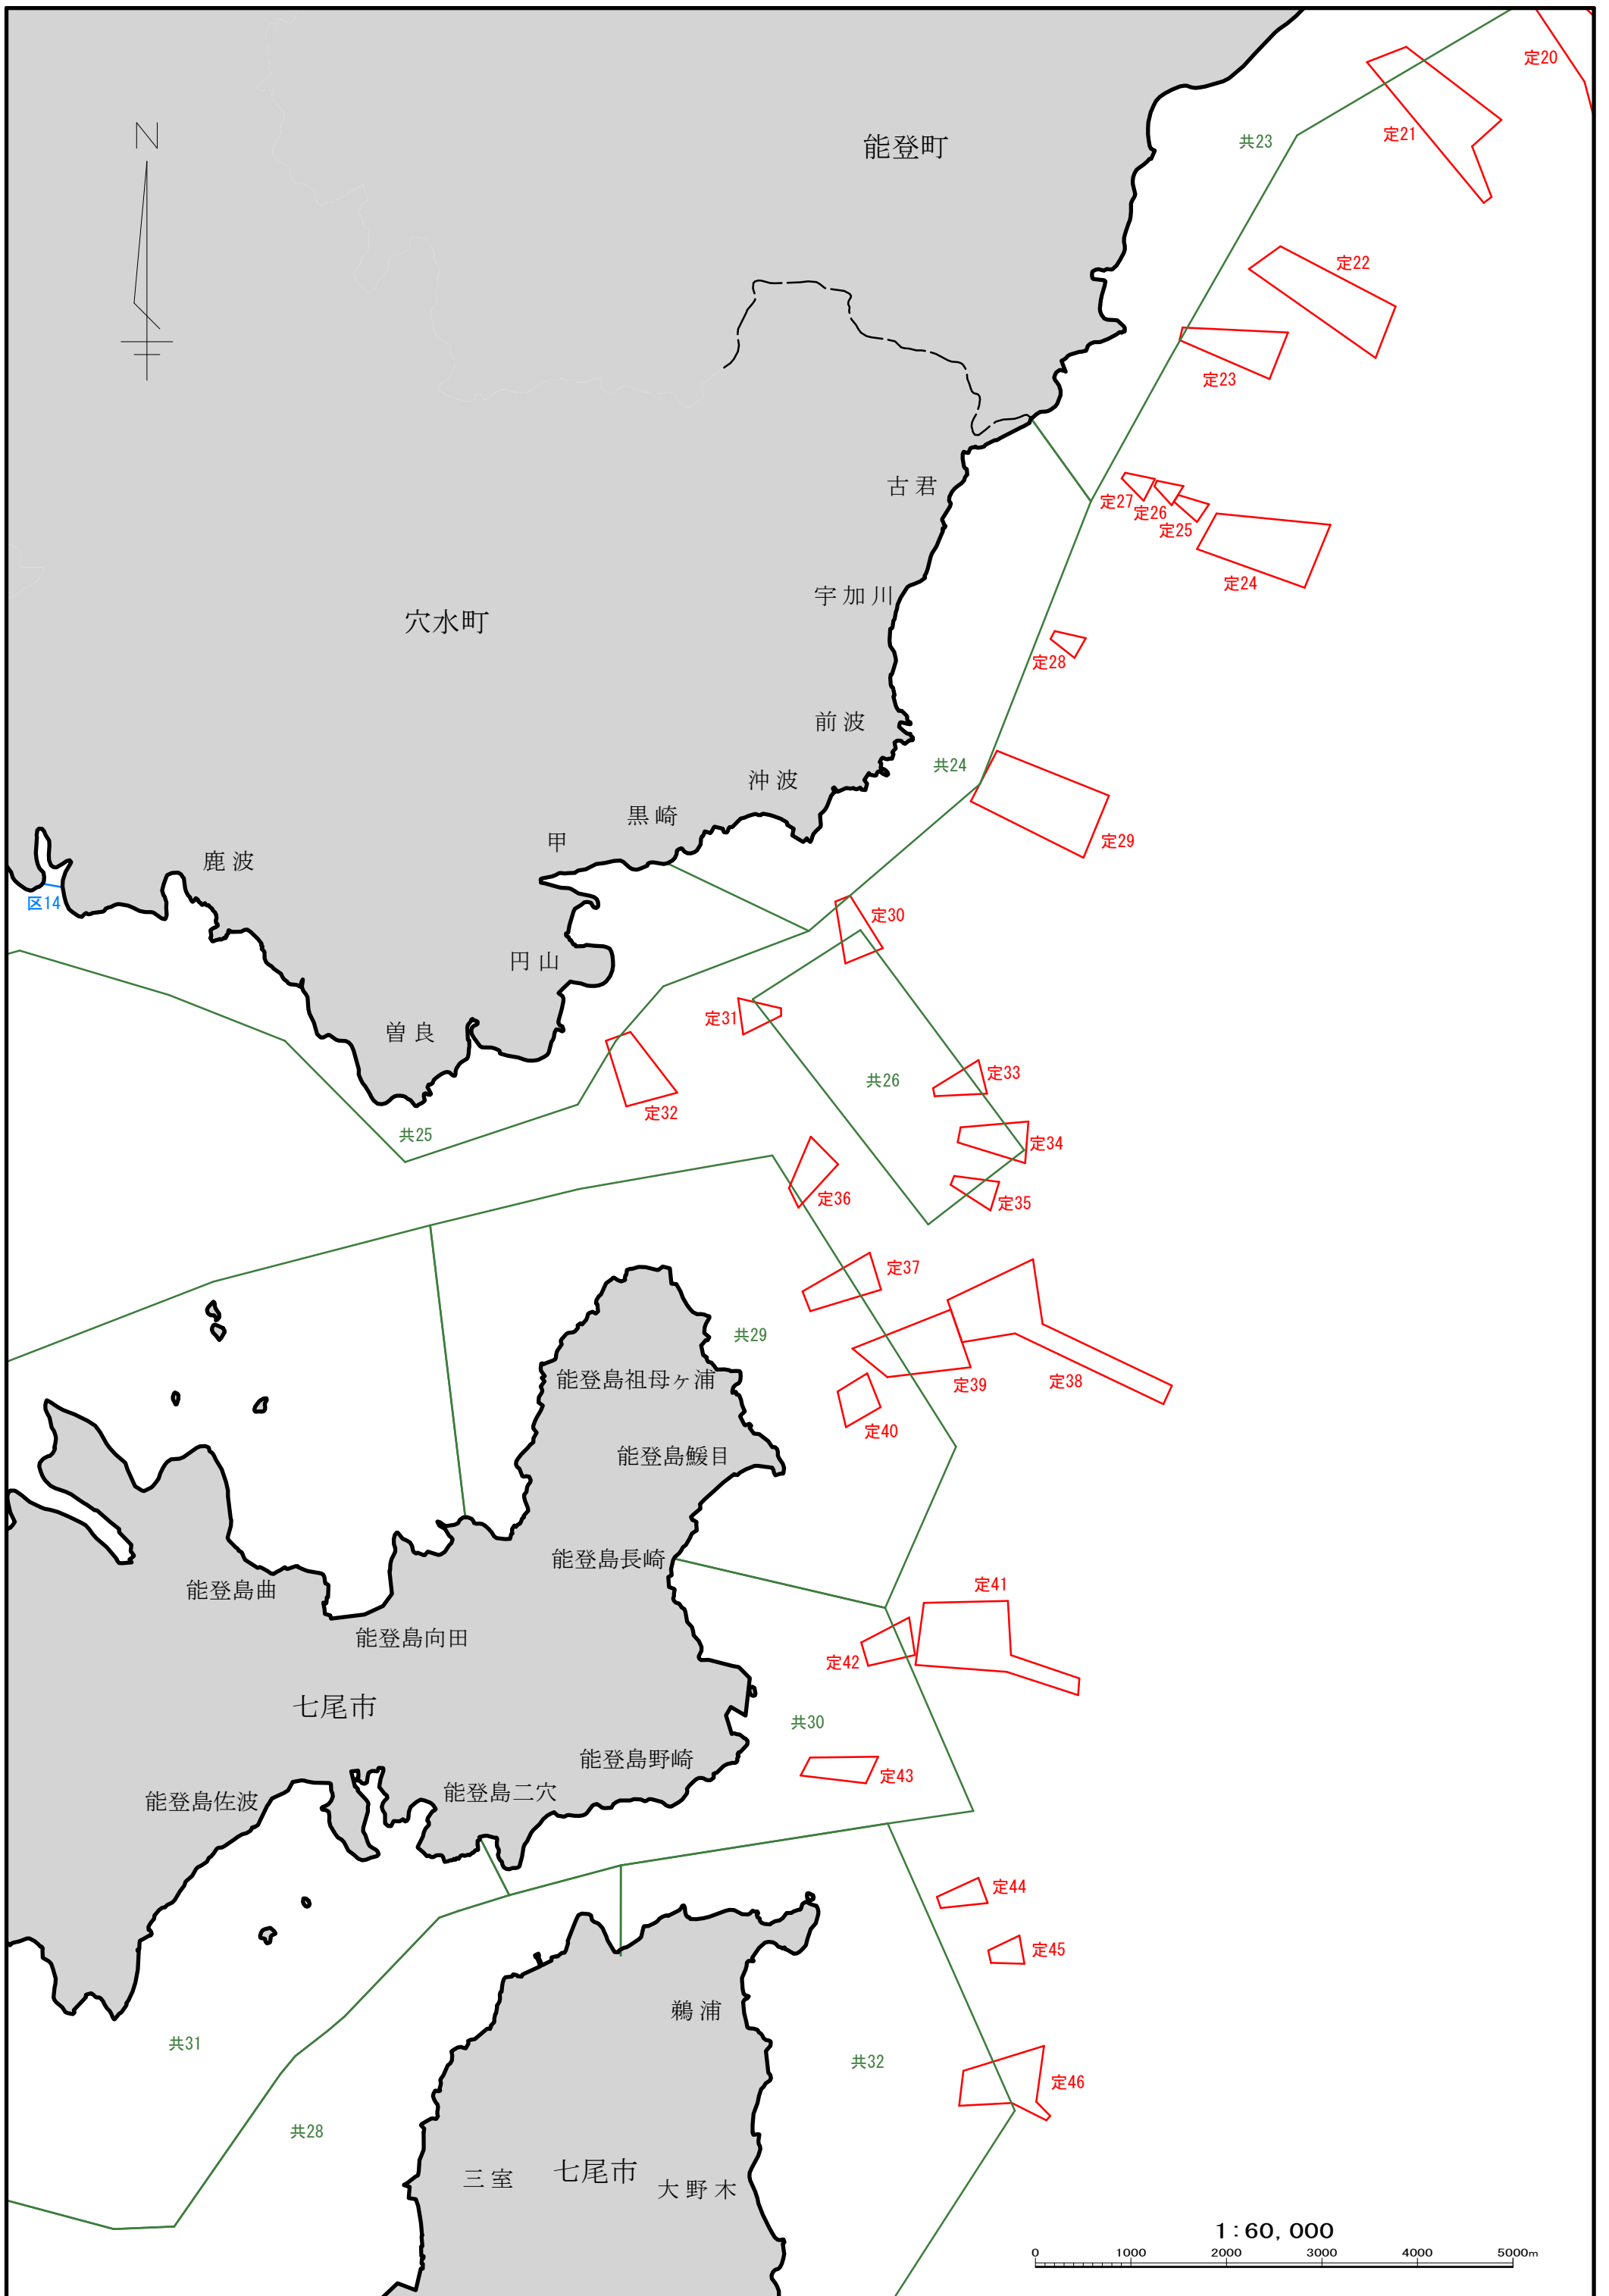 定20
定21
共23
N
能登町
定22
定23
古君
定27
定26
定25
定24
宇加川
穴水町
定28
前波
共24
沖波
黒崎
甲
定29
鹿波
区14
定30
円山
定31
曽良
定33
共26
定32
共25
定34
定36
定35
定37
共29
能登島祖母ヶ浦
定39
定38
定40
能登島鰀目
能登島長崎
定41
能登島曲
能登島向田
定42
七尾市
共30
能登島野崎
定43
能登島二穴
能登島佐波
定44
定45
鵜浦
共31
共32
定46
共28
三室
七尾市
大野木
1:60,000
0 1000 2000 3000 4000 5000m